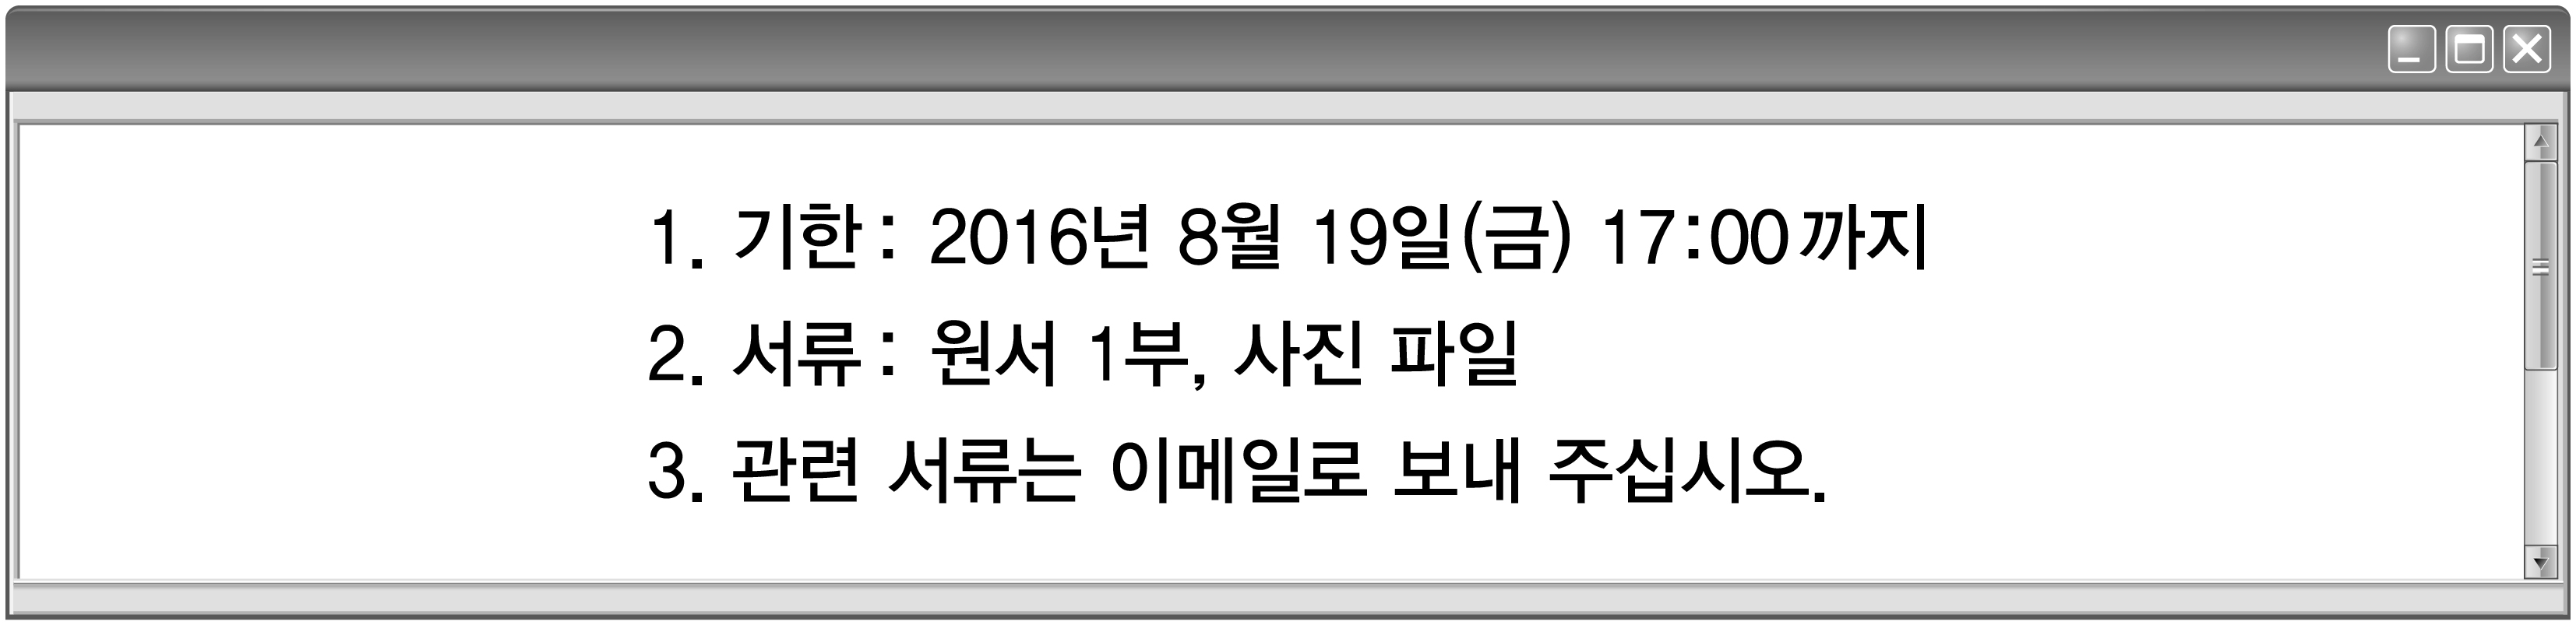 1. 기한 : 2016년 8월 19일(금) 17:00까지
2. 서류 : 원서 1부, 사진 파일
3. 관련 서류는 이메일로 보내 주십시오.